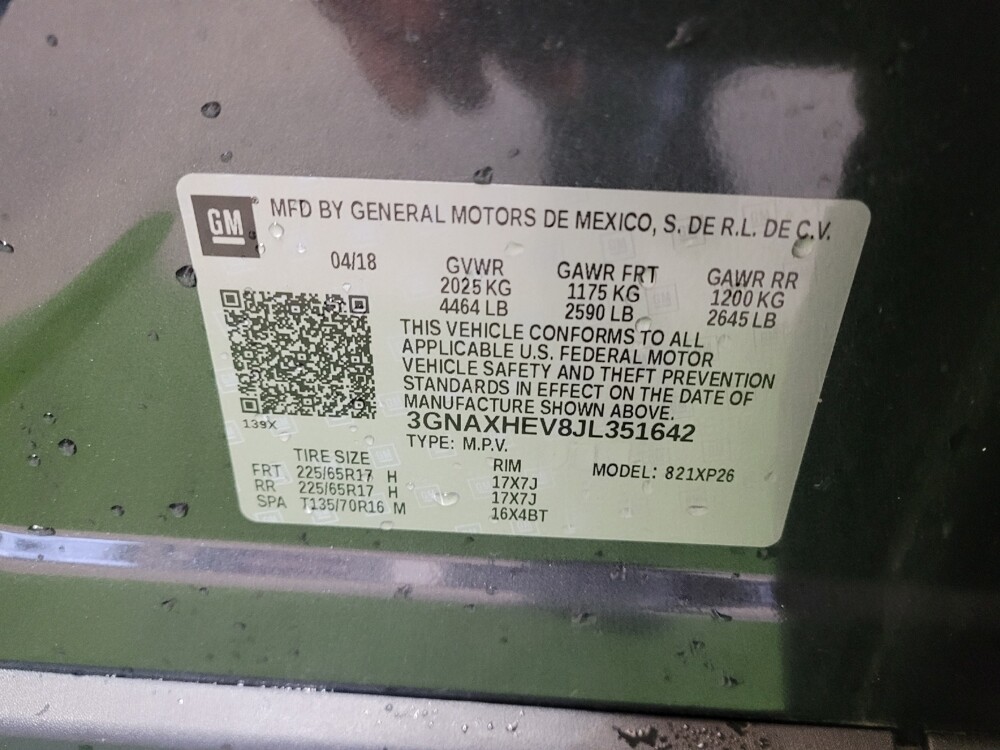 GM
MFD BY GENERAL MOTORS DE MEXICO, S. DE R.L. DE C.V.
04/18
GVWR
2025 KG
4464 LB
GAWR FRT
1175 KG
2590 LB
GAWR RR
1200 KG
2645 LB
THIS VEHICLE CONFORMS TO ALL
APPLICABLE U.S. FEDERAL MOTOR
VEHICLE SAFETY AND THEFT PREVENTION
STANDARDS IN EFFECT ON THE DATE OF
MANUFACTURE SHOWN ABOVE.
139X
3GNAXHEV8JL351642
TYPE: M.P.V.
TIRE SIZE RIM MODEL: 821XP26
FRT 225/65R17 H 17X7J
RR 225/65R17 H 17X7J
SPA T135/70R16 M 16X4BT